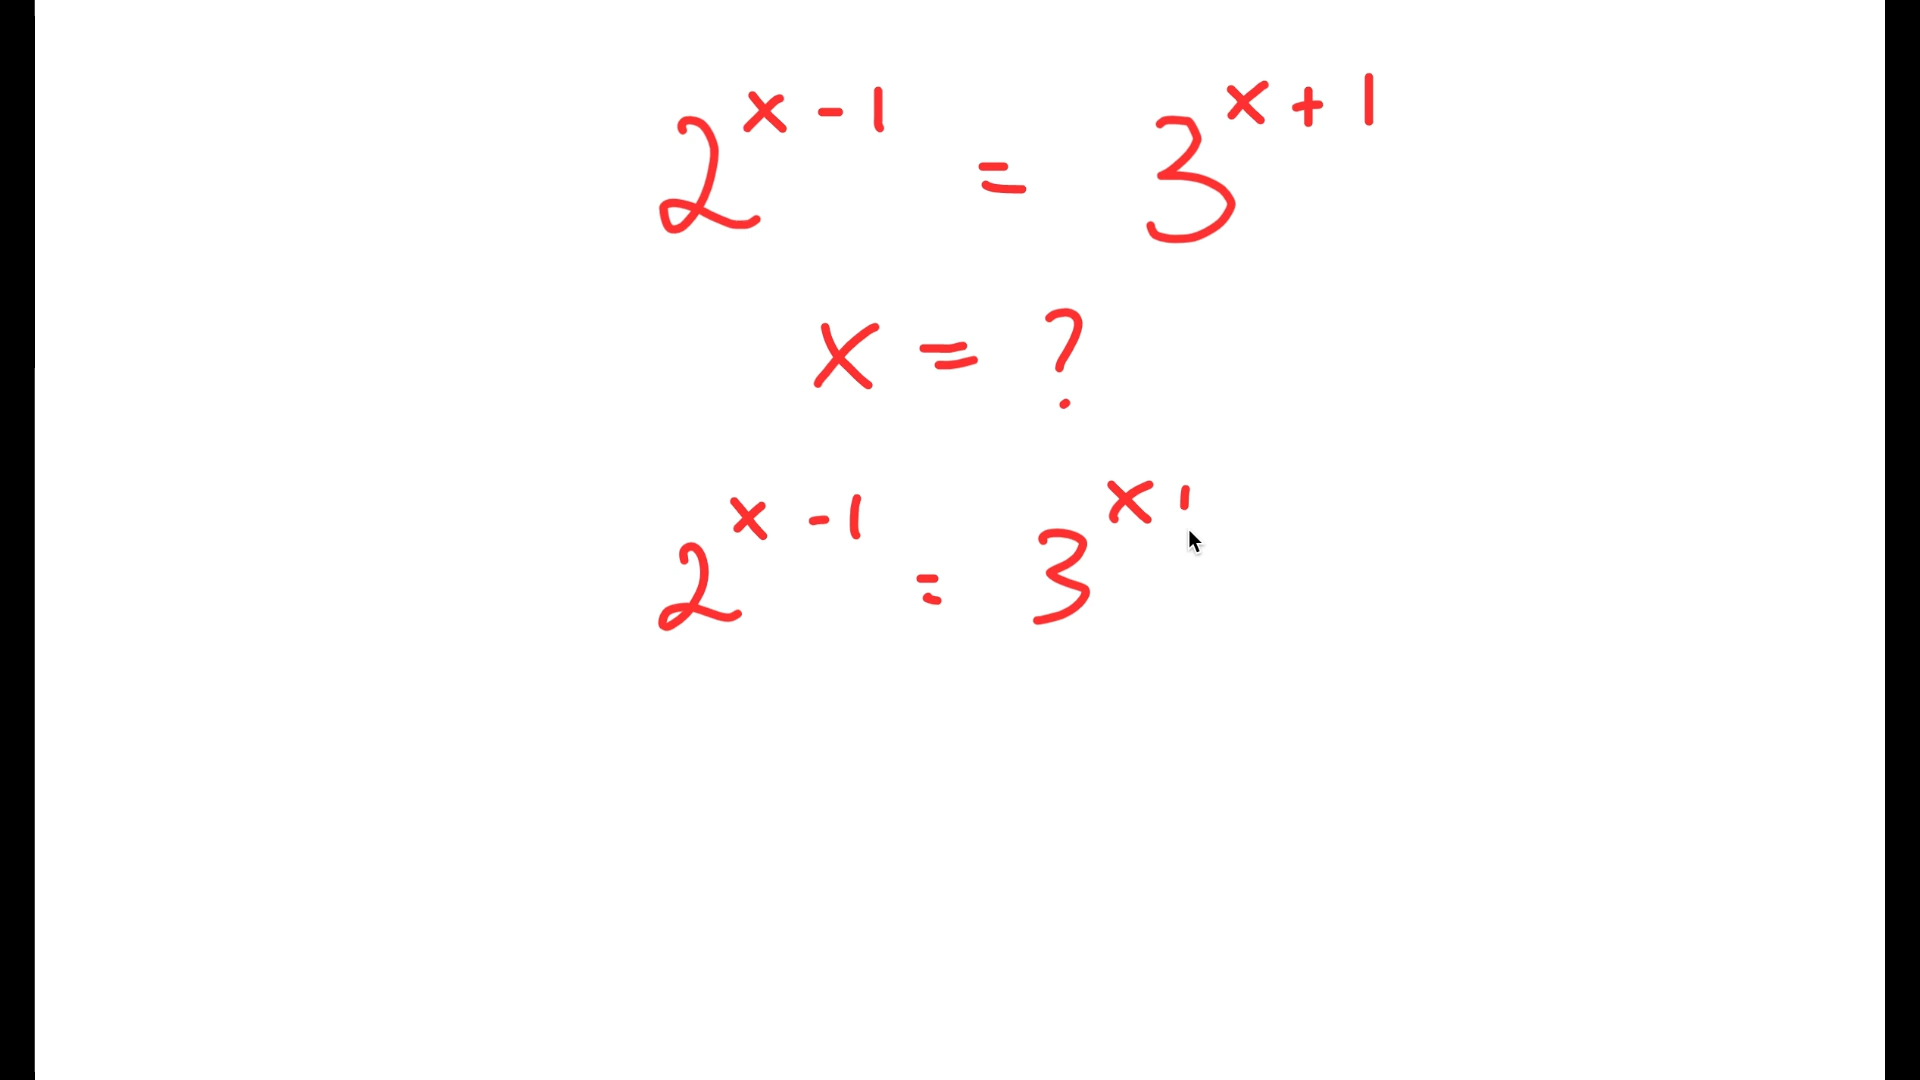 2^{x-1} = 3^{x+1}
x = ?
2^{x-1} = 3^{x